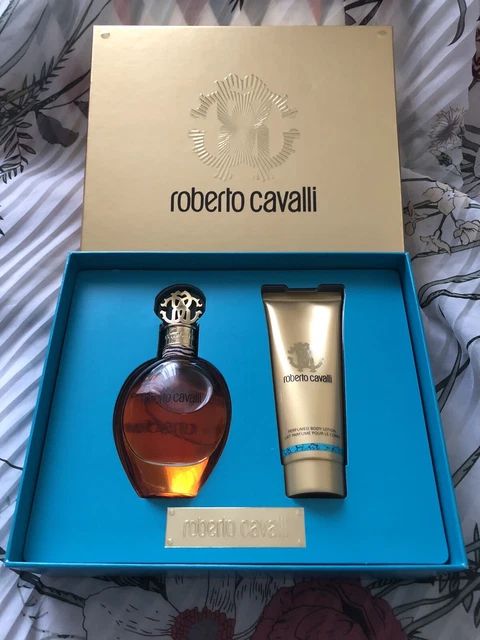 roberto cavalli
roberto cavalli
roberto cavalli
PERFUMED BODY LOTION
LAIT PARFUMÉ POUR LE CORPS
roberto cavalli